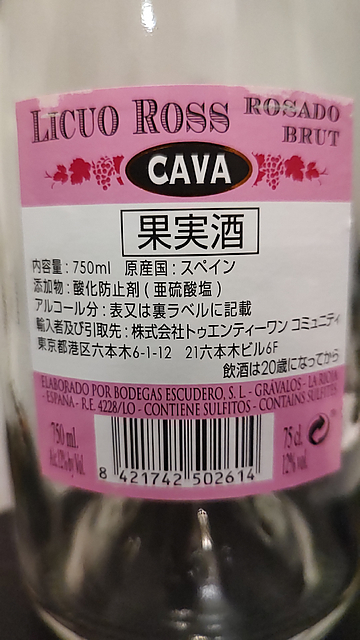 LICUO ROSS ROSADO
BRUT
CAVA
果実酒
内容量：750ml 原産国：スペイン
添加物：酸化防止剤(亜硫酸塩)
アルコール分：表又は裏ラベルに記載
輸入者及び引取先：株式会社トゥエンティーワン コミュニティ
東京都港区六本木6-1-12 21六本木ビル6F
飲酒は20歳になってから
ELABORADO POR BODEGAS ESCUDERO, S. L. - GRÁVALOS - LA RIOJA
- ESPAÑA - R.E. 4228/LO - CONTIENE SULFITOS - CONTAINS SULFITES
750 ml. 75 cl.
Alc.12% by Vol. 12% vol.
8 421742 502614